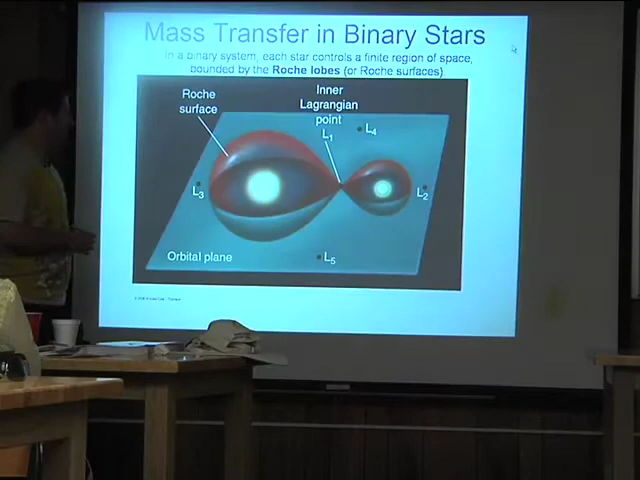 Mass Transfer in Binary Stars
In a binary system, each star controls a finite region of space,
bounded by the Roche lobes (or Roche surfaces).
Roche
surface
Inner
Lagrangian
point
L1
L4
L3
L2
Orbital plane
L5